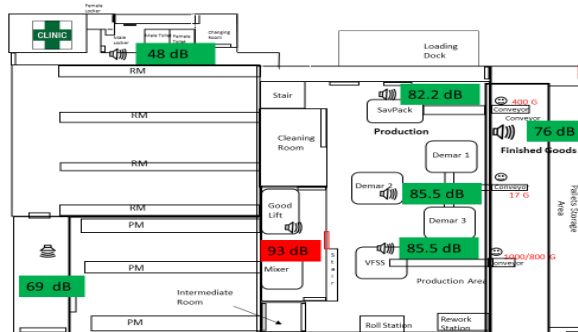 Female
Locker
CLINIC
Male
Locker
Male Toilet
Female
Toilet
Changing
Room
48 dB
Loading
Dock
RM
Stair
82.2 dB
SavPack
400 G
Conveyor
Conveyor
Production
76 dB
Finished Goods
RM
Cleaning
Room
Demar 1
RM
Demar 2
Conveyor
17 G
85.5 dB
Pallets Storage
Area
RM
Good
Lift
Demar 3
PM
93 dB
85.5 dB
1000/800 G
Conveyor
Stair
VFSS
PM
Mixer
69 dB
Production Area
Intermediate
Room
PM
Roll Station
Rework
Station